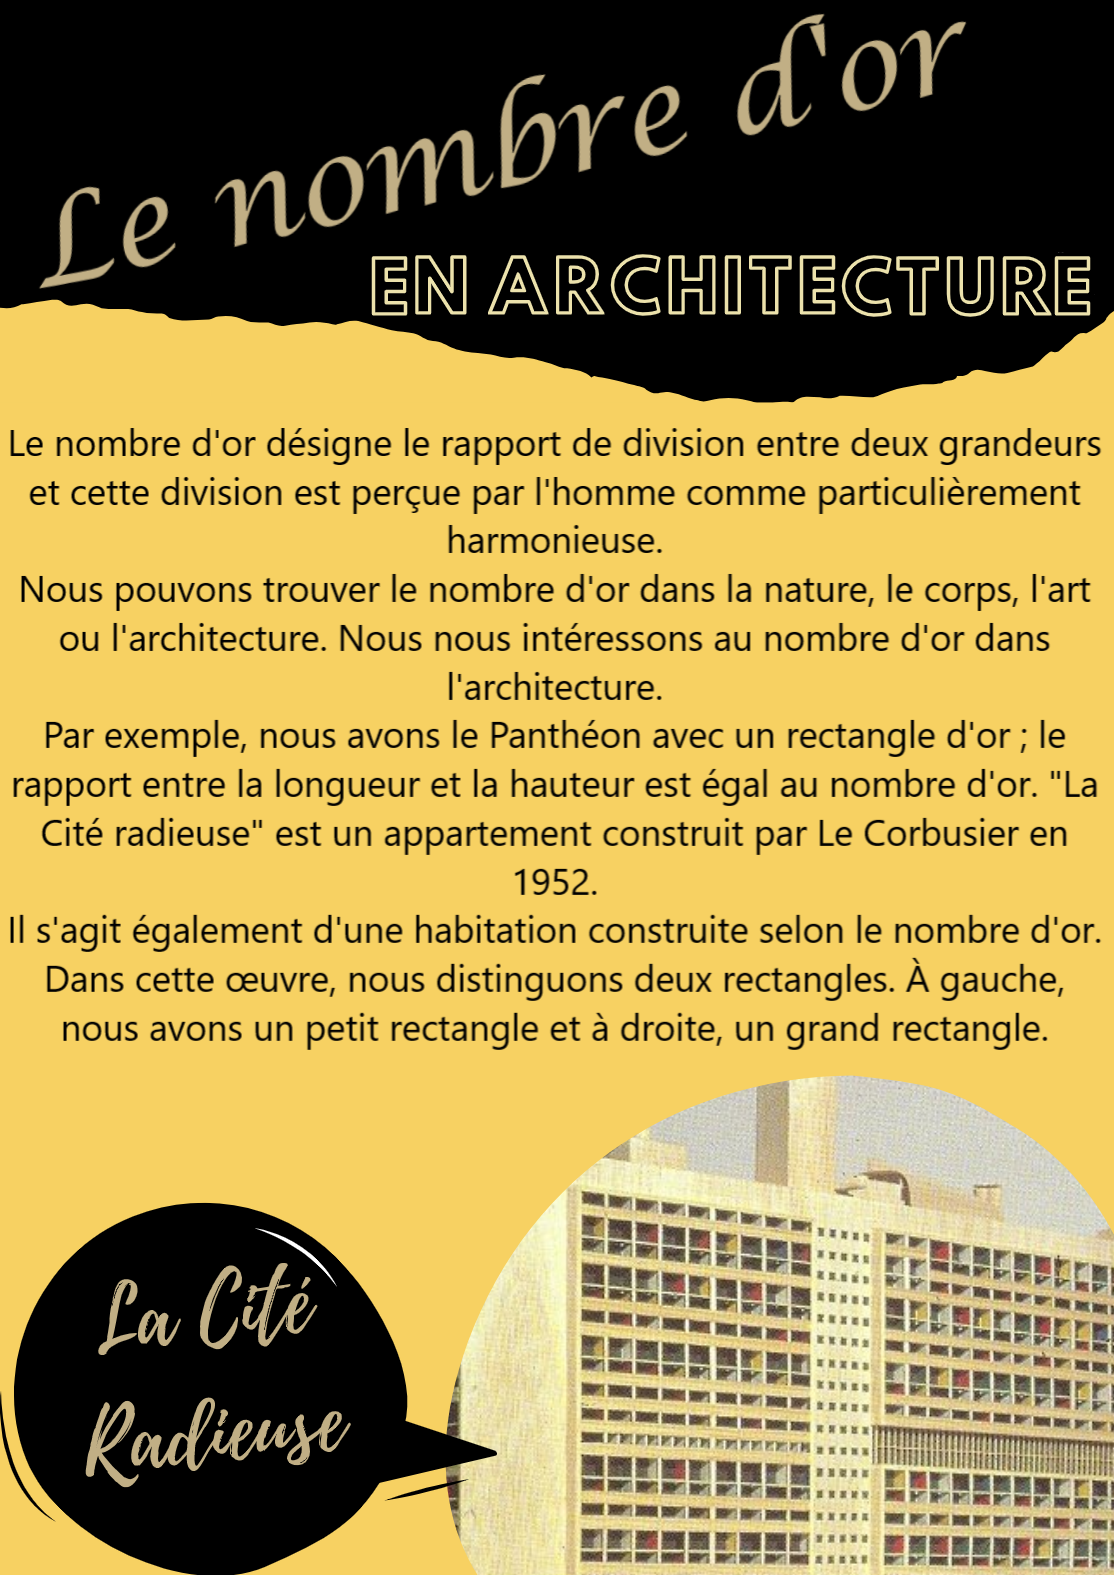 Le nombre d'or
EN ARCHITECTURE
Le nombre d'or désigne le rapport de division entre deux grandeurs
et cette division est perçue par l'homme comme particulièrement
harmonieuse.
Nous pouvons trouver le nombre d'or dans la nature, le corps, l'art
ou l'architecture. Nous nous intéressons au nombre d'or dans
l'architecture.
Par exemple, nous avons le Panthéon avec un rectangle d'or ; le
rapport entre la longueur et la hauteur est égal au nombre d'or. "La
Cité radieuse" est un appartement construit par Le Corbusier en
1952.
Il s'agit également d'une habitation construite selon le nombre d'or.
Dans cette œuvre, nous distinguons deux rectangles. À gauche,
nous avons un petit rectangle et à droite, un grand rectangle.
La Cité
Radieuse